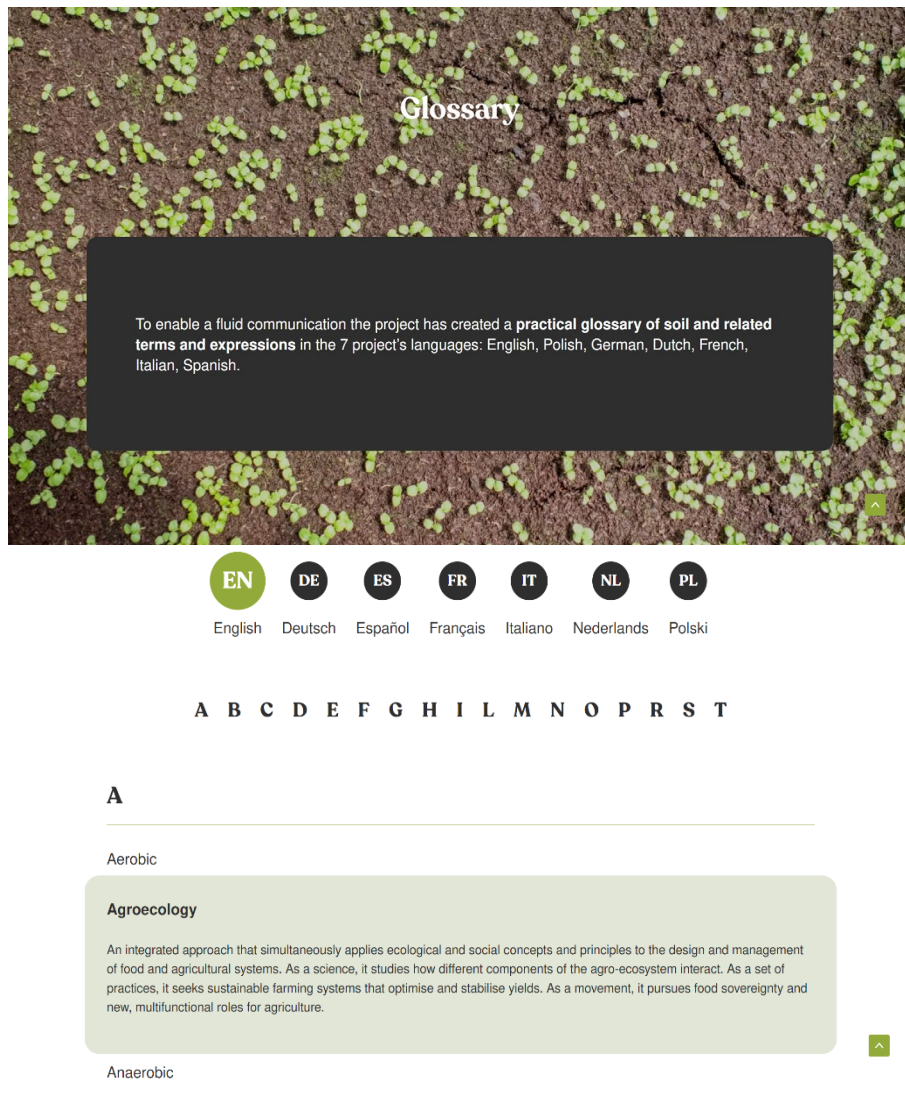 Glossary
To enable a fluid communication the project has created a practical glossary of soil and related
terms and expressions in the 7 project's languages: English, Polish, German, Dutch, French,
Italian, Spanish.
EN DE ES FR IT NL PL
English Deutsch Español Français Italiano Nederlands Polski
A B C D E F G H I L M N O P R S T
A
Aerobic
Agroecology
An integrated approach that simultaneously applies ecological and social concepts and principles to the design and management
of food and agricultural systems. As a science, it studies how different components of the agro-ecosystem interact. As a set of
practices, it seeks sustainable farming systems that optimise and stabilise yields. As a movement, it pursues food sovereignty and
new, multifunctional roles for agriculture.
Anaerobic